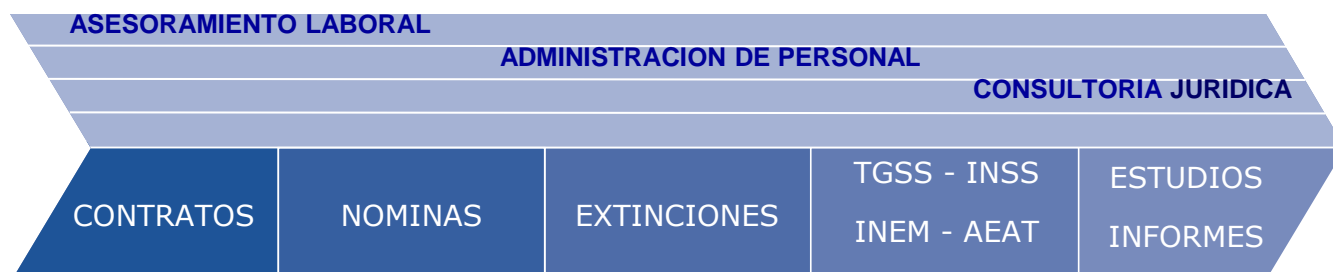 ASESORAMIENTO LABORAL
ADMINISTRACION DE PERSONAL
CONSULTORIA JURIDICA
CONTRATOS
NOMINAS
EXTINCIONES
TGSS - INSS
INEM - AEAT
ESTUDIOS
INFORMES